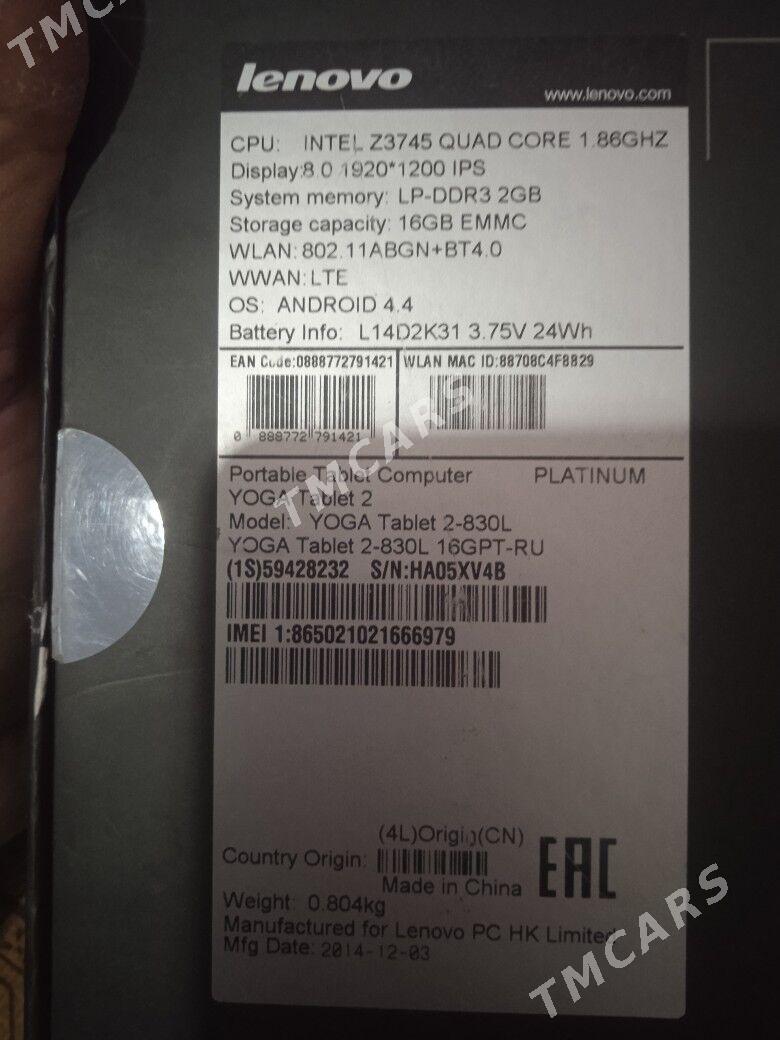 TMCARS
lenovo
www.lenovo.com
CPU: INTEL Z3745 QUAD CORE 1.86GHZ
Display:8.0 1920*1200 IPS
System memory: LP-DDR3 2GB
Storage capacity: 16GB EMMC
WLAN: 802.11ABGN+BT4.0
WWAN: LTE
OS: ANDROID 4.4
Battery Info: L14D2K31 3.75V 24Wh
EAN Code:0888772791421 WLAN MAC ID:88708C4F8829
0 888772 791421
TMCARS
Portable Tablet Computer PLATINUM
YOGA Tablet 2
Model: YOGA Tablet 2-830L
YOGA Tablet 2-830L 16GPT-RU
(1S)59428232 S/N:HA05XV4B
IMEI 1:865021021666979
(4L)Origin(CN)
Country Origin:
Made in China
EAC
Weight: 0.804kg
Manufactured for Lenovo PC HK Limited
Mfg Date: 2014-12-03
TMCARS